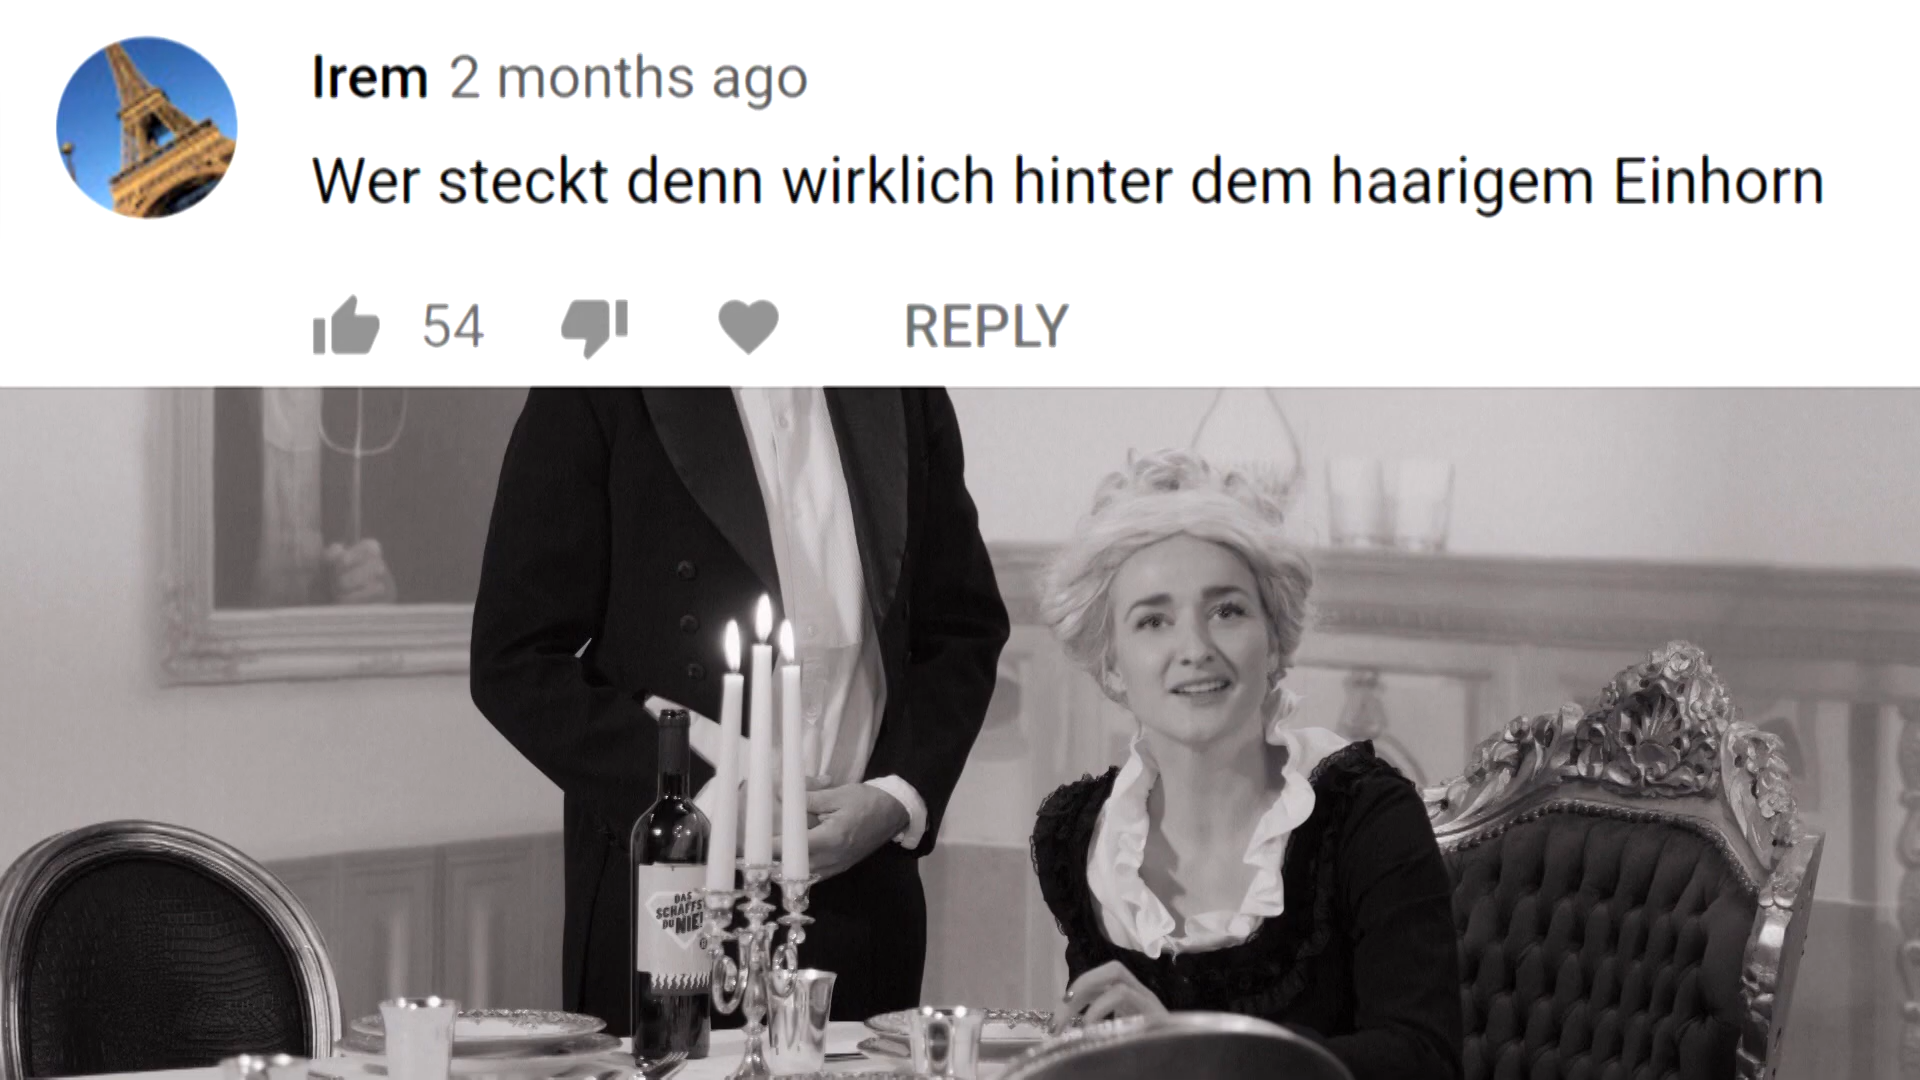 Irem 2 months ago
Wer steckt denn wirklich hinter dem haarigem Einhorn
54 REPLY
DAS
SCHAFFST
DU NIE!